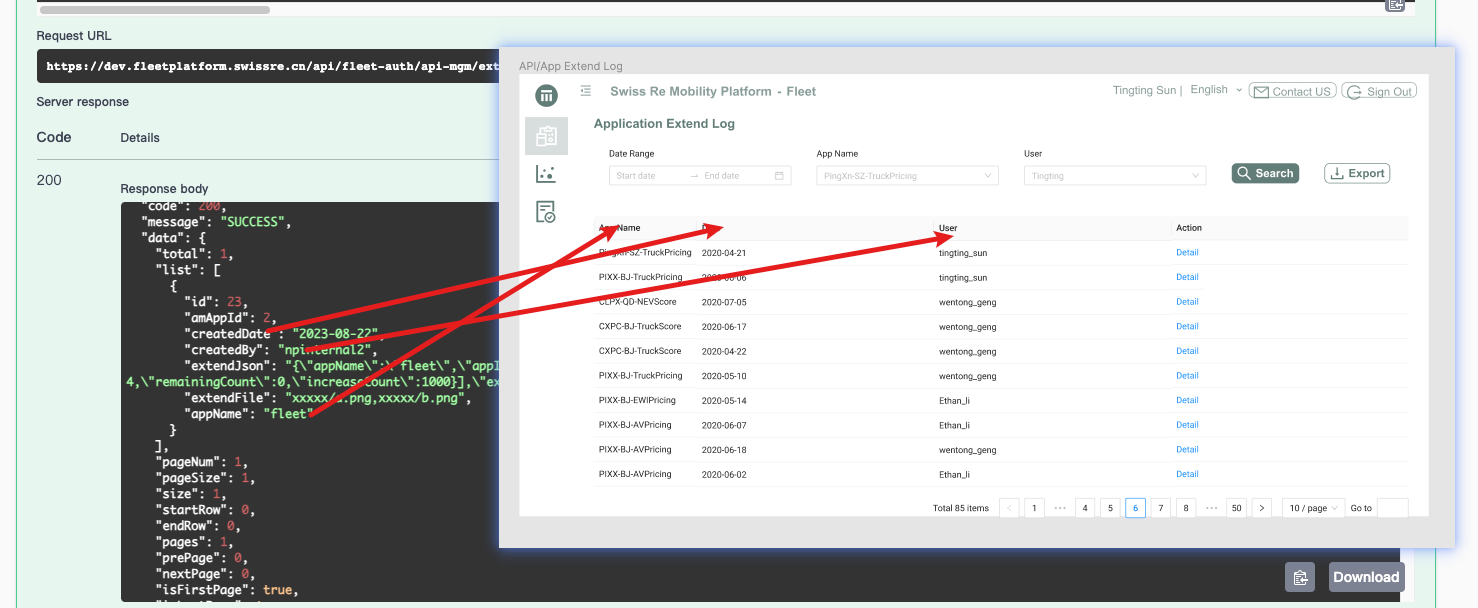 Request URL
https://dev.fleetplatform.swissre.cn/api/fleet-auth/api-mgm/ext
Server response
Code Details
200
Response body
"code": 200,
"message": "SUCCESS",
"data": {
"total": 1,
"list": [
{
"id": 23,
"amAppId": 2,
"createdDate": "2023-08-22",
"createdBy": "npinternal2",
"extendJson": "{\"appName\":\"fleet\",\"appI
4,\"remainingCount\":0,\"increaseCount\":1000}],\"ex
"extendFile": "xxxxx/a.png,xxxxx/b.png",
"appName": "fleet"
}
],
"pageNum": 1,
"pageSize": 1,
"size": 1,
"startRow": 0,
"endRow": 0,
"pages": 1,
"prePage": 0,
"nextPage": 0,
"isFirstPage": true,
API/App Extend Log
Swiss Re Mobility Platform - Fleet
Tingting Sun | English Contact US Sign Out
Application Extend Log
Date Range App Name User
Start date → End date PingXn-SZ-TruckPricing Tingting Search Export
App Name User Action
PingXn-SZ-TruckPricing 2020-04-21 tingting_sun Detail
PIXX-BJ-TruckPricing 2020-06-06 tingting_sun Detail
CLPX-QD-NEVScore 2020-07-05 wentong_geng Detail
CXPC-BJ-TruckScore 2020-06-17 wentong_geng Detail
CXPC-BJ-TruckScore 2020-04-22 wentong_geng Detail
PIXX-BJ-TruckPricing 2020-05-10 wentong_geng Detail
PIXX-BJ-EWIPricing 2020-05-14 Ethan_li Detail
PIXX-BJ-AVPricing 2020-06-07 Ethan_li Detail
PIXX-BJ-AVPricing 2020-06-18 wentong_geng Detail
PIXX-BJ-AVPricing 2020-06-02 Ethan_li Detail
Total 85 items < 1 ••• 4 5 6 7 8 ••• 50 > 10 / page Go to
Download